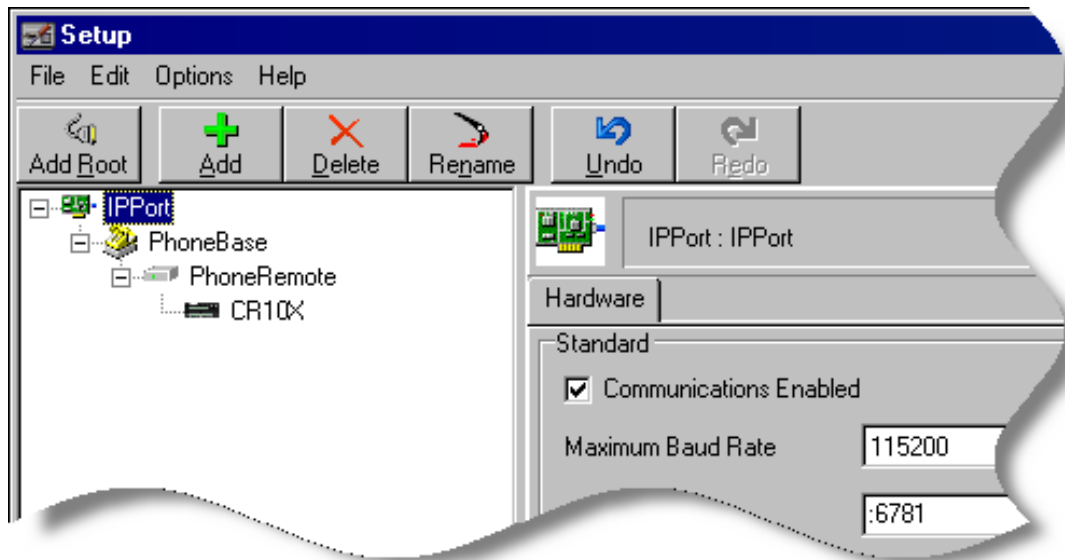 Setup
File Edit Options Help
Add Root Add Delete Rename Undo Redo
IPPort
PhoneBase
PhoneRemote
CR10X
IPPort : IPPort
Hardware
Standard
Communications Enabled
Maximum Baud Rate 115200
:6781